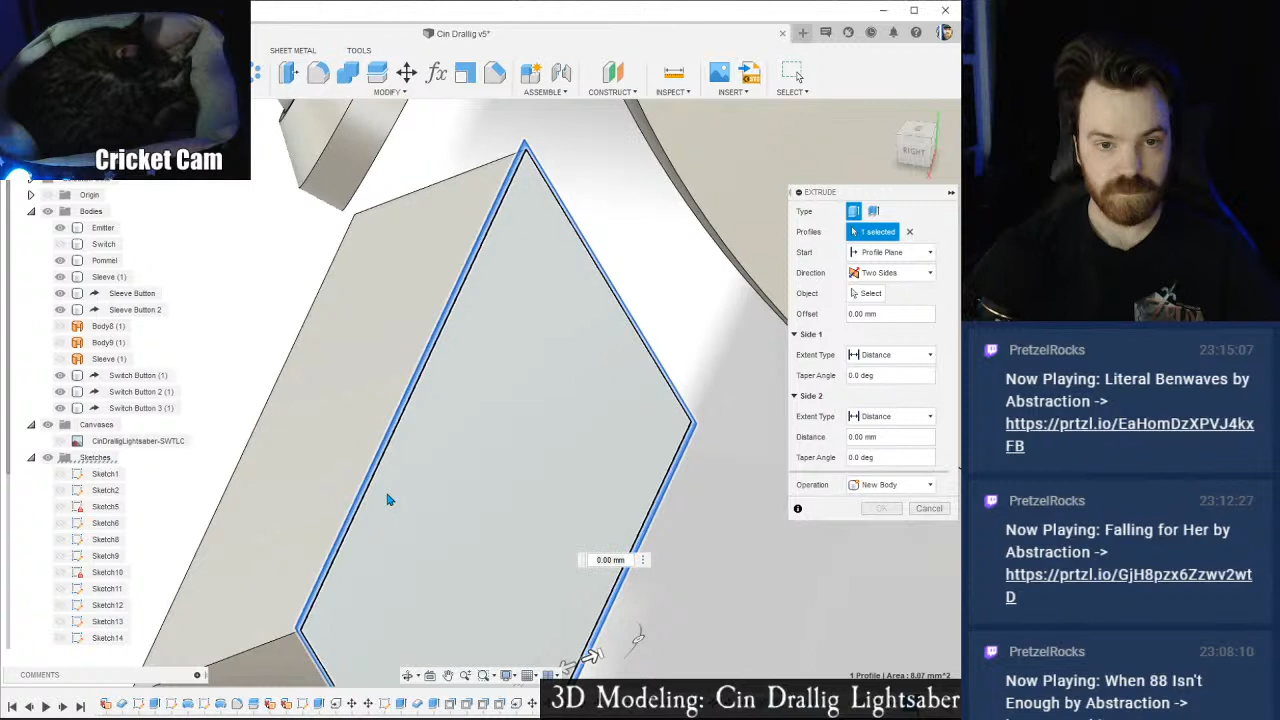 Cricket Cam
Cin Drallig v5*
SHEET METAL
TOOLS
MODIFY
ASSEMBLE
CONSTRUCT
INSPECT
INSERT
SELECT
RIGHT
Origin
Bodies
Emitter
Switch
Pommel
Sleeve (1)
Sleeve Button
Sleeve Button 2
Body8 (1)
Body9 (1)
Sleeve (1)
Switch Button (1)
Switch Button 2 (1)
Switch Button 3 (1)
Canvases
CinDralligLightsaber-SWTLC
Sketches
Sketch1
Sketch2
Sketch5
Sketch6
Sketch8
Sketch9
Sketch10
Sketch11
Sketch12
Sketch13
Sketch14
COMMENTS
EXTRUDE
Type
Profiles 1 selected
Start Profile Plane
Direction Two Sides
Object Select
Offset 0.00 mm
Side 1
Extent Type Distance
Taper Angle 0.0 deg
Side 2
Extent Type Distance
Distance 0.00 mm
Taper Angle 0.0 deg
Operation New Body
OK Cancel
0.00 mm
1 Profile | Area : 8.07 mm^2
3D Modeling: Cin Drallig Lightsaber
PretzelRocks 23:15:07
Now Playing: Literal Benwaves by
Abstraction ->
https://prtzl.io/EaHomDzXPVJ4kx
FB
PretzelRocks 23:12:27
Now Playing: Falling for Her by
Abstraction ->
https://prtzl.io/GjH8pzx6Zzwv2wt
D
PretzelRocks 23:08:10
Now Playing: When 88 Isn't
Enough by Abstraction ->